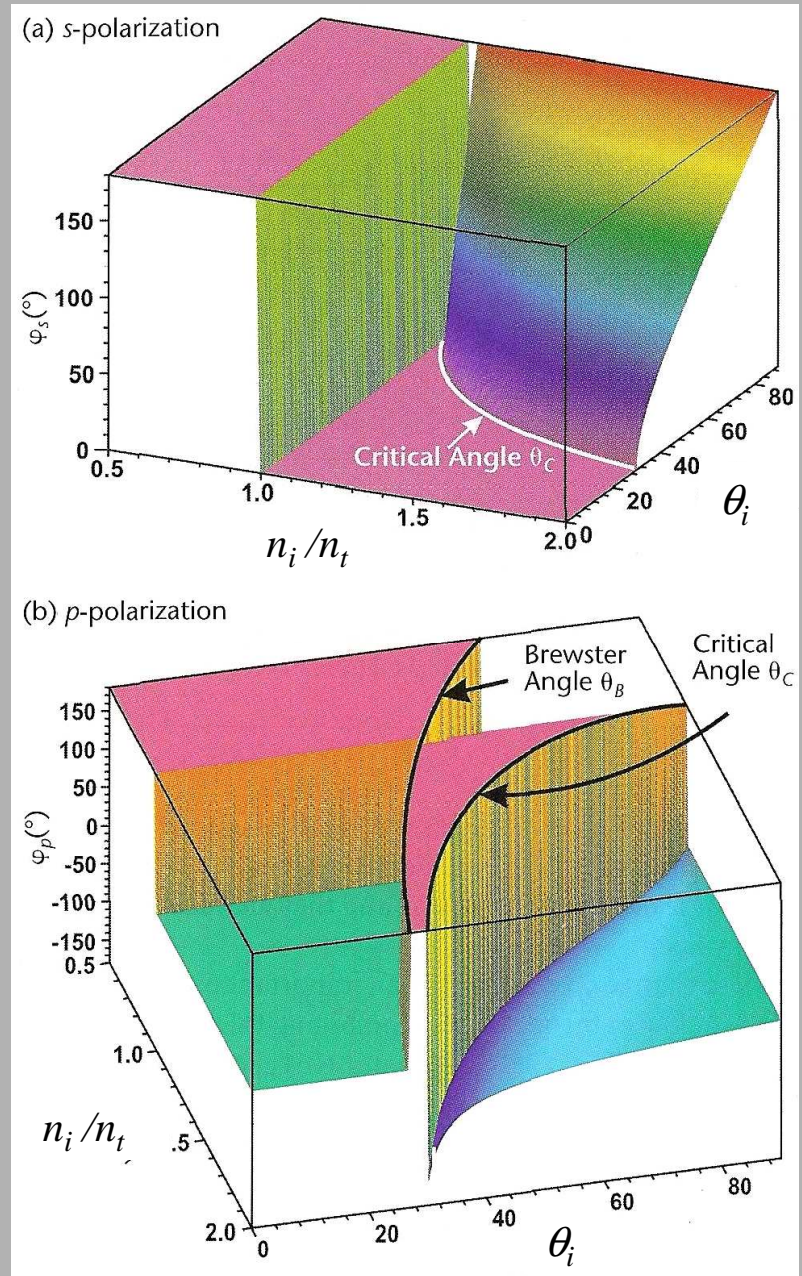 (a) s-polarization
150
100
50
0
φs(°)
0.5
1.0
1.5
2.0
ni /nt
0
20
40
60
80
θi
Critical Angle θC
(b) p-polarization
Brewster
Angle θB
Critical
Angle θC
150
100
50
0
-50
-100
-150
φp(°)
0.5
1.0
.5
2.0
ni /nt
0
20
40
60
80
θi